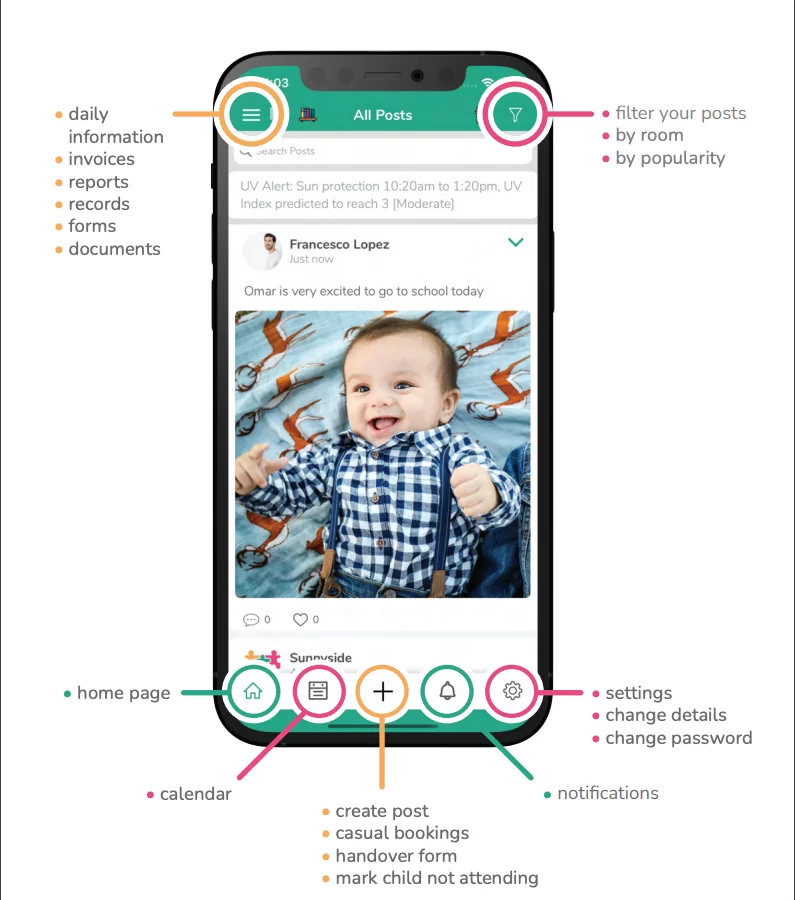 :03
All Posts
Search Posts
UV Alert: Sun protection 10:20am to 1:20pm, UV
Index predicted to reach 3 [Moderate]
Francesco Lopez
Just now
Omar is very excited to go to school today
0
0
Sunnyside
daily
information
invoices
reports
records
forms
documents
filter your posts
by room
by popularity
home page
settings
change details
change password
calendar
notifications
create post
casual bookings
handover form
mark child not attending